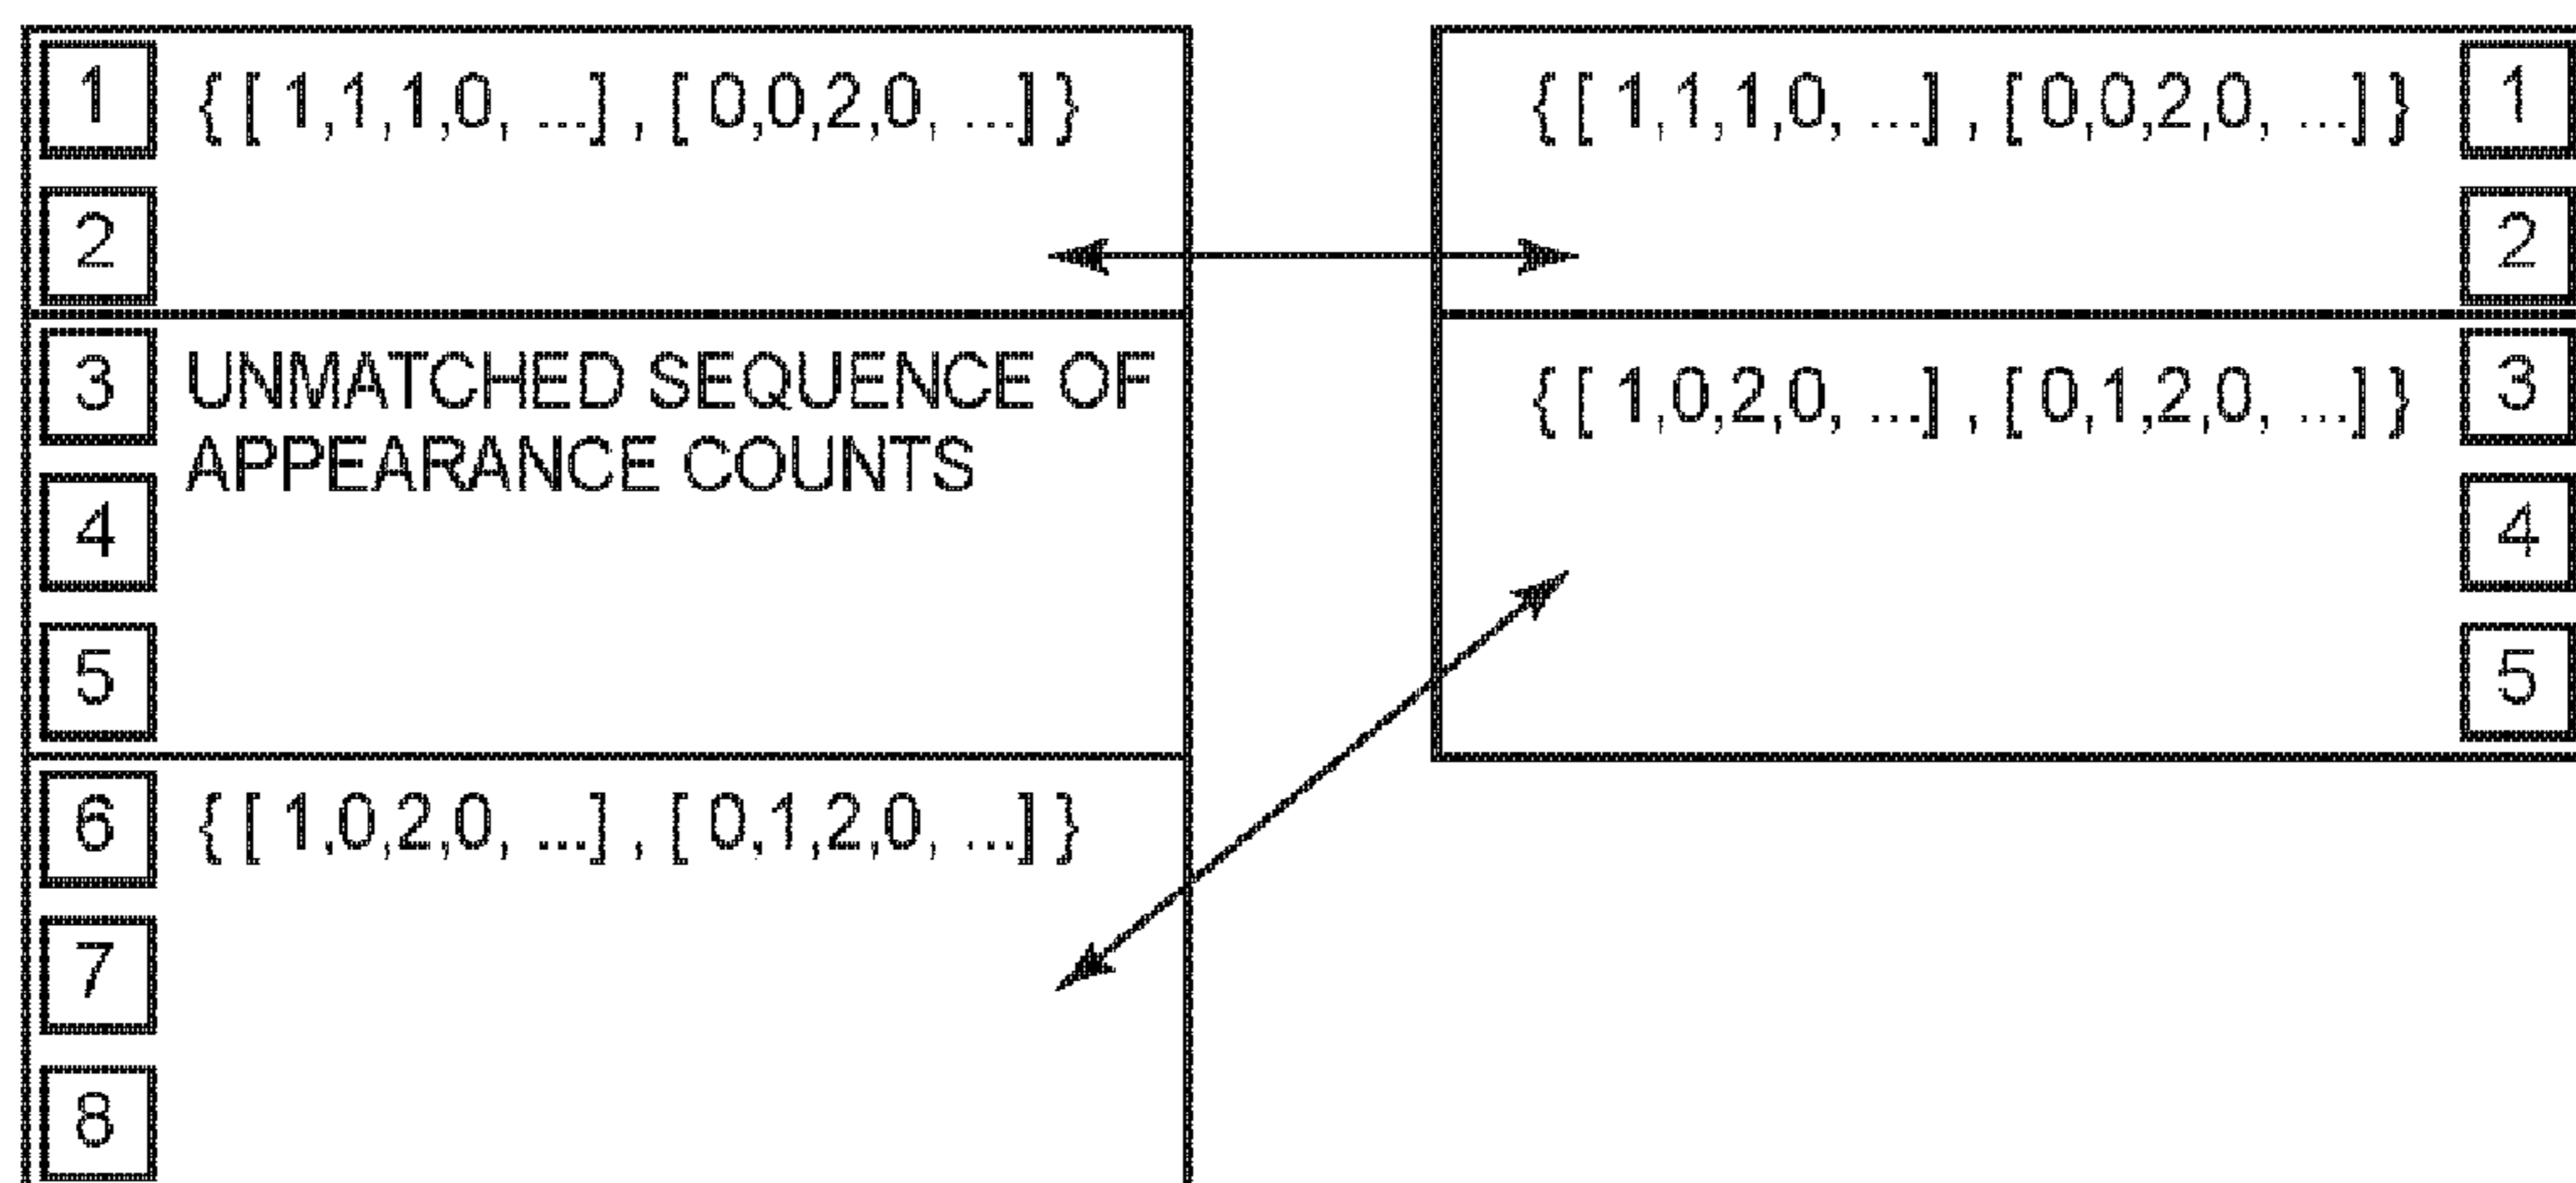 1 { [ 1,1,1,0, ...] , [ 0,0,2,0, ...] }
2
3 UNMATCHED SEQUENCE OF
APPEARANCE COUNTS
4
5
6 { [ 1,0,2,0, ...] , [ 0,1,2,0, ...] }
7
8
{ [ 1,1,1,0, ...] , [ 0,0,2,0, ...] } 1
2
{ [ 1,0,2,0, ...] , [ 0,1,2,0, ...] } 3
4
5